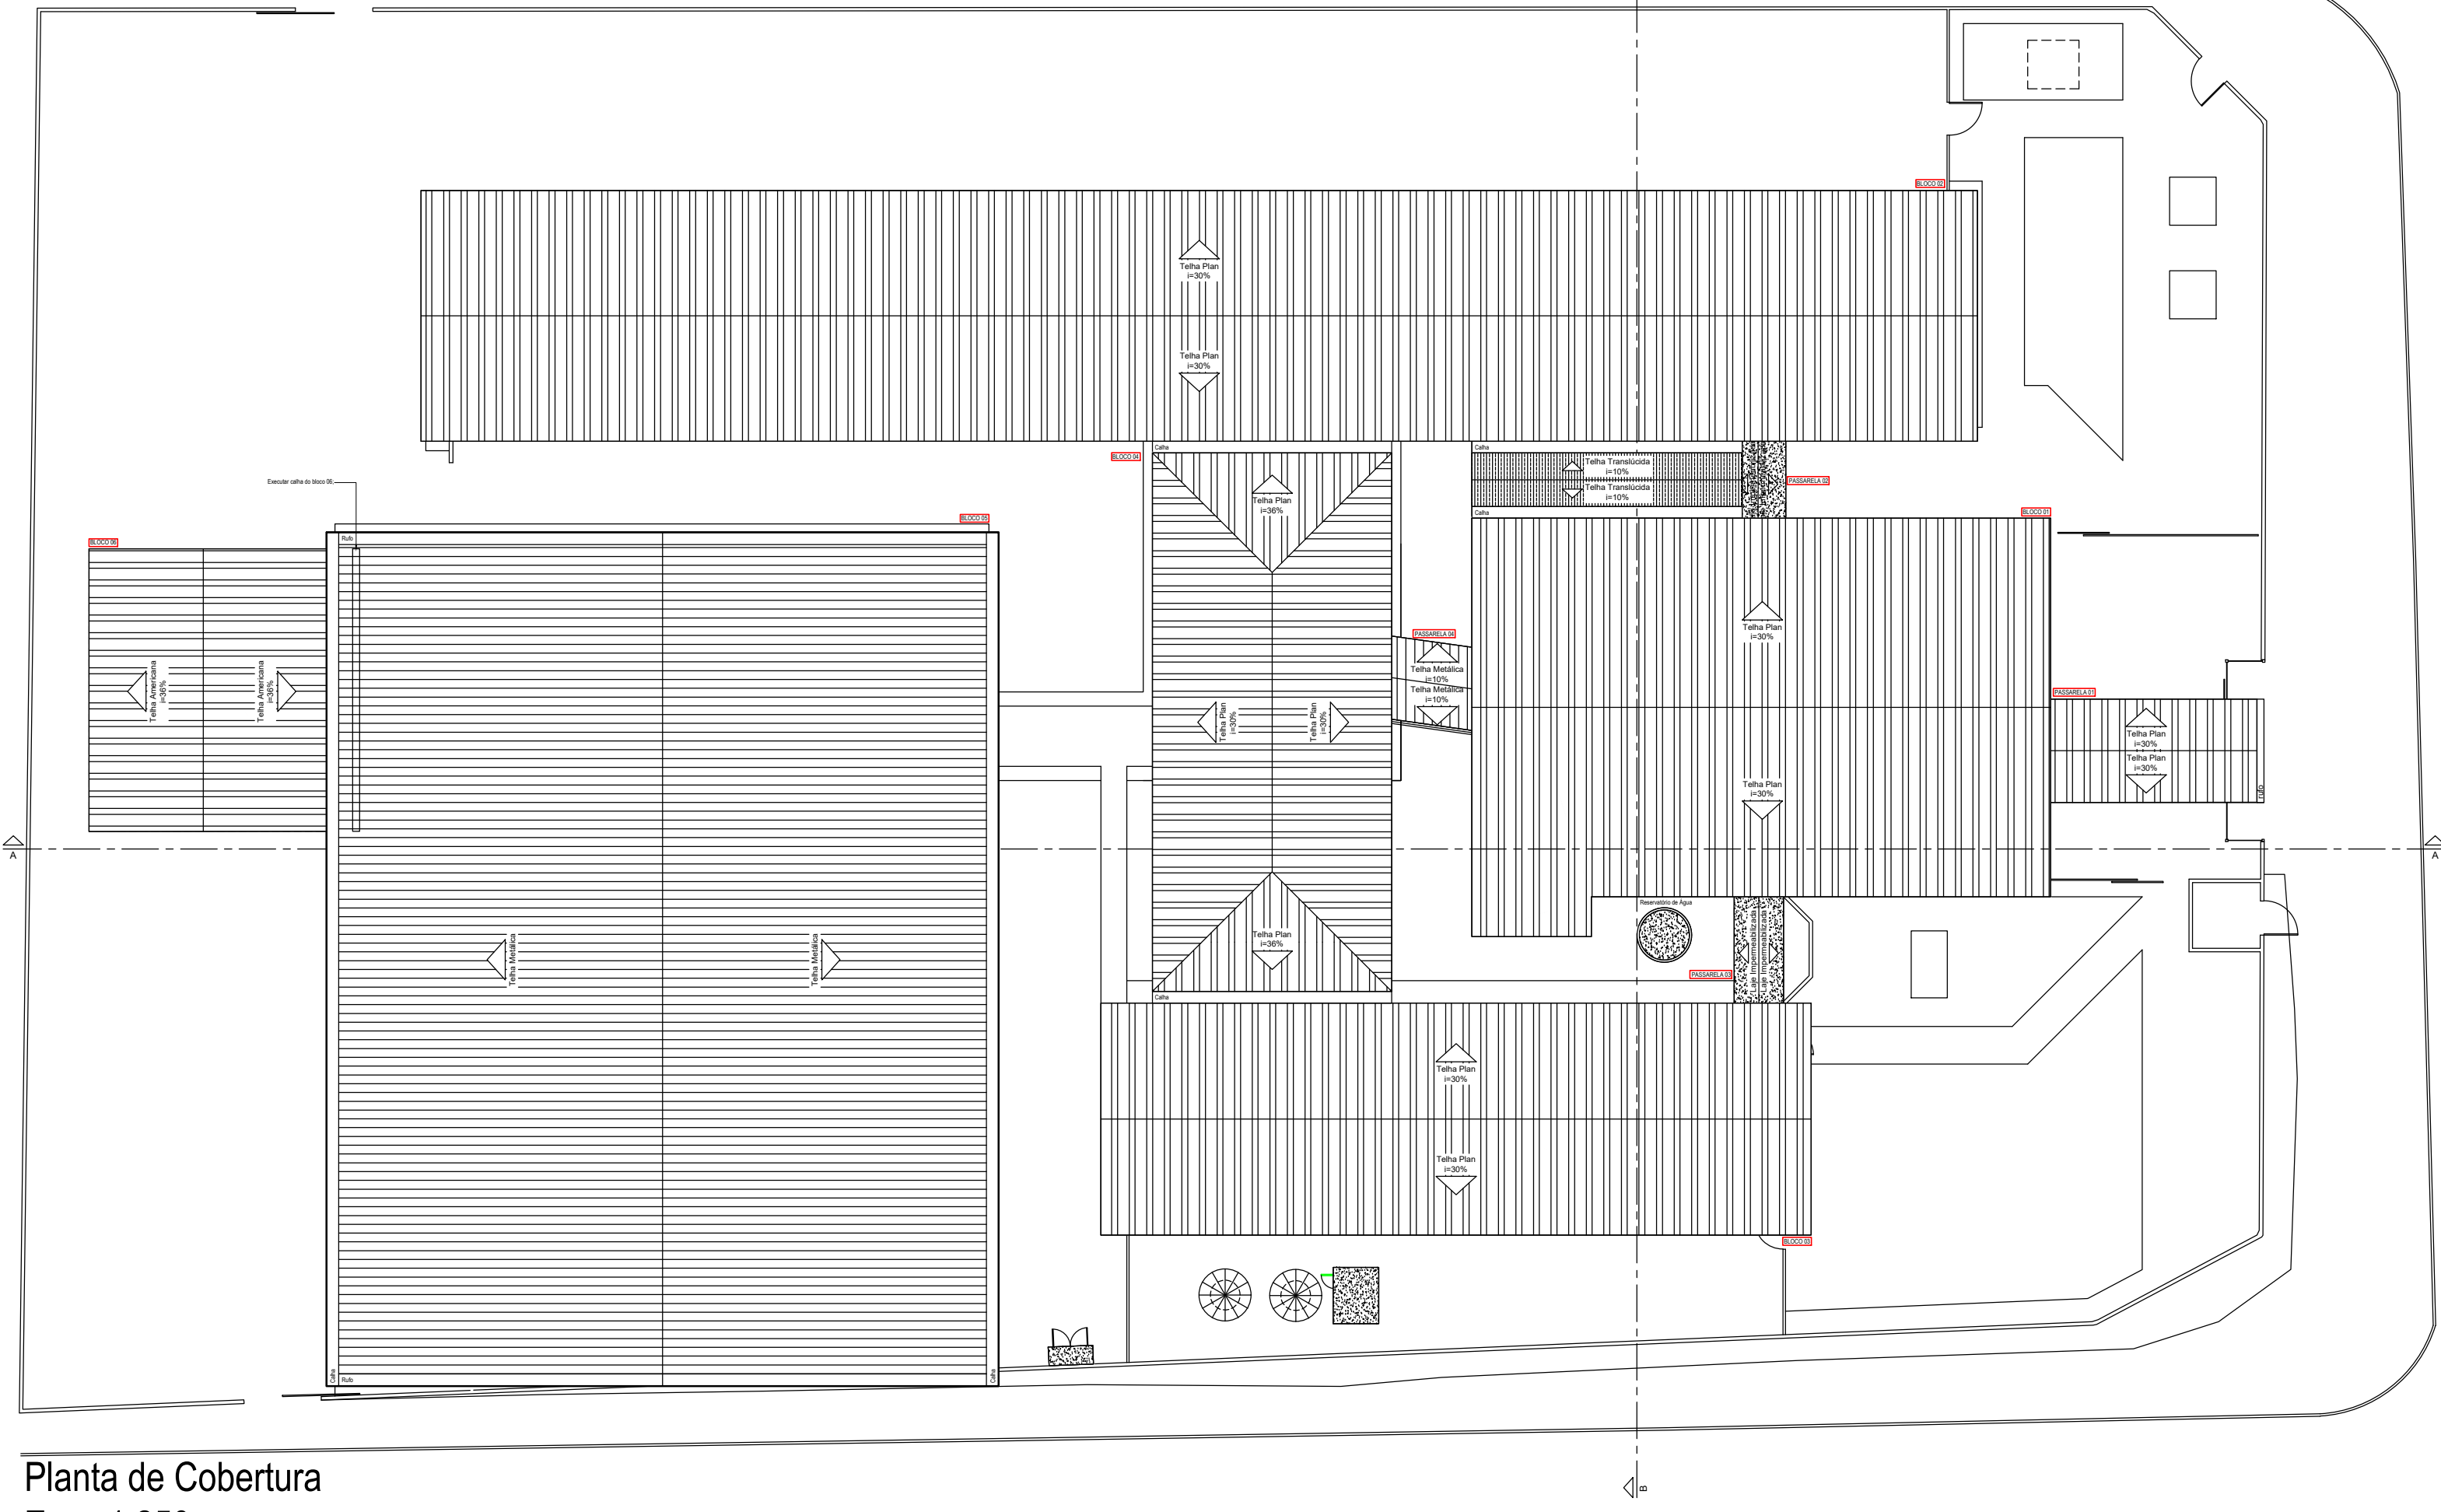 BLOCO 02
Telha Plan
i=30%
Telha Plan
i=30%
Calha
Calha
BLOCO 04
Telha Translúcida
i=10%
Telha Translúcida
i=10%
PASSARELA 02
Executar calha do bloco 06
Telha Plan
i=36%
Calha
BLOCO 01
BLOCO 05
Rufo
BLOCO 06
Telha Americana
i=36%
Telha Americana
i=36%
Telha Plan
i=30%
PASSARELA 04
Telha Metálica
i=10%
Telha Metálica
i=10%
PASSARELA 01
Telha Plan
i=30%
Telha Plan
i=30%
Telha Plan
i=30%
Telha Plan
i=30%
rufo
Telha Plan
i=30%
A
A
Reservatório de Água
Telha Metálica
Telha Metálica
Telha Plan
i=36%
Laje Impermeabilizada
Laje Impermeabilizada
PASSARELA 03
Calha
Telha Plan
i=30%
Telha Plan
i=30%
BLOCO 03
Calha
Rufo
Calha
Planta de Cobertura
B